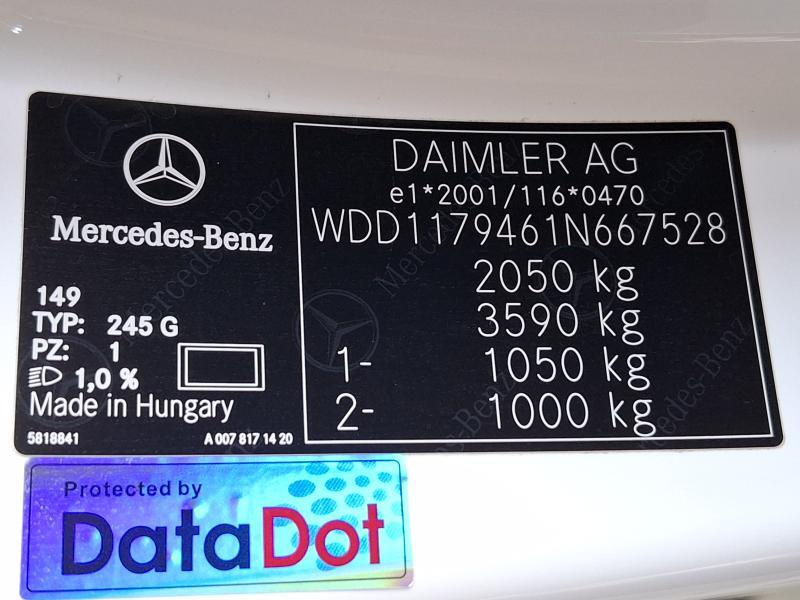 Mercedes-Benz
149
TYP: 245 G
PZ: 1
1,0 %
Made in Hungary
5818841 A 007 817 14 20
DAIMLER AG
e1*2001/116*0470
WDD1179461N667528
2050 kg
3590 kg
1- 1050 kg
2- 1000 kg
Protected by
DataDot